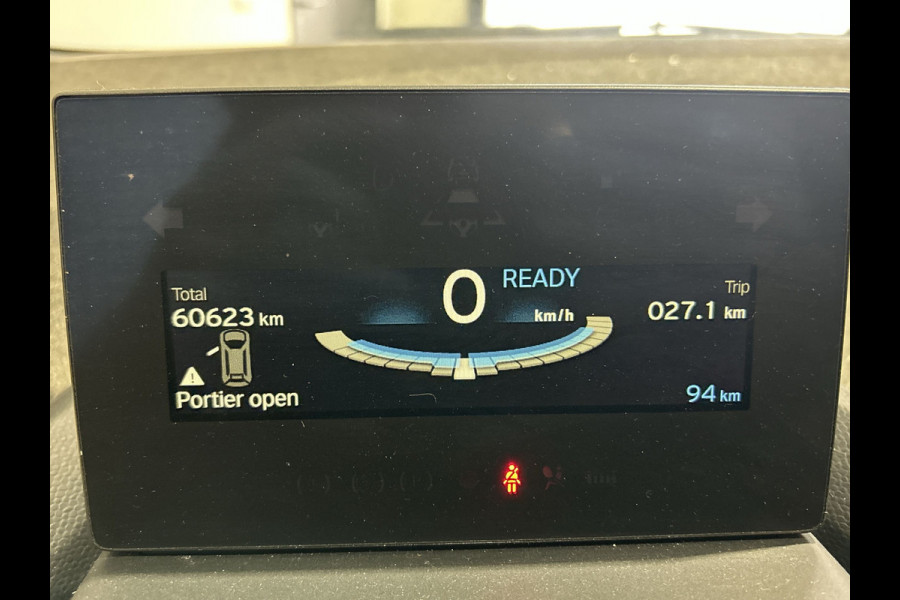 0 READY
km/h
Total
60623 km
Trip
027.1 km
Portier open
94 km